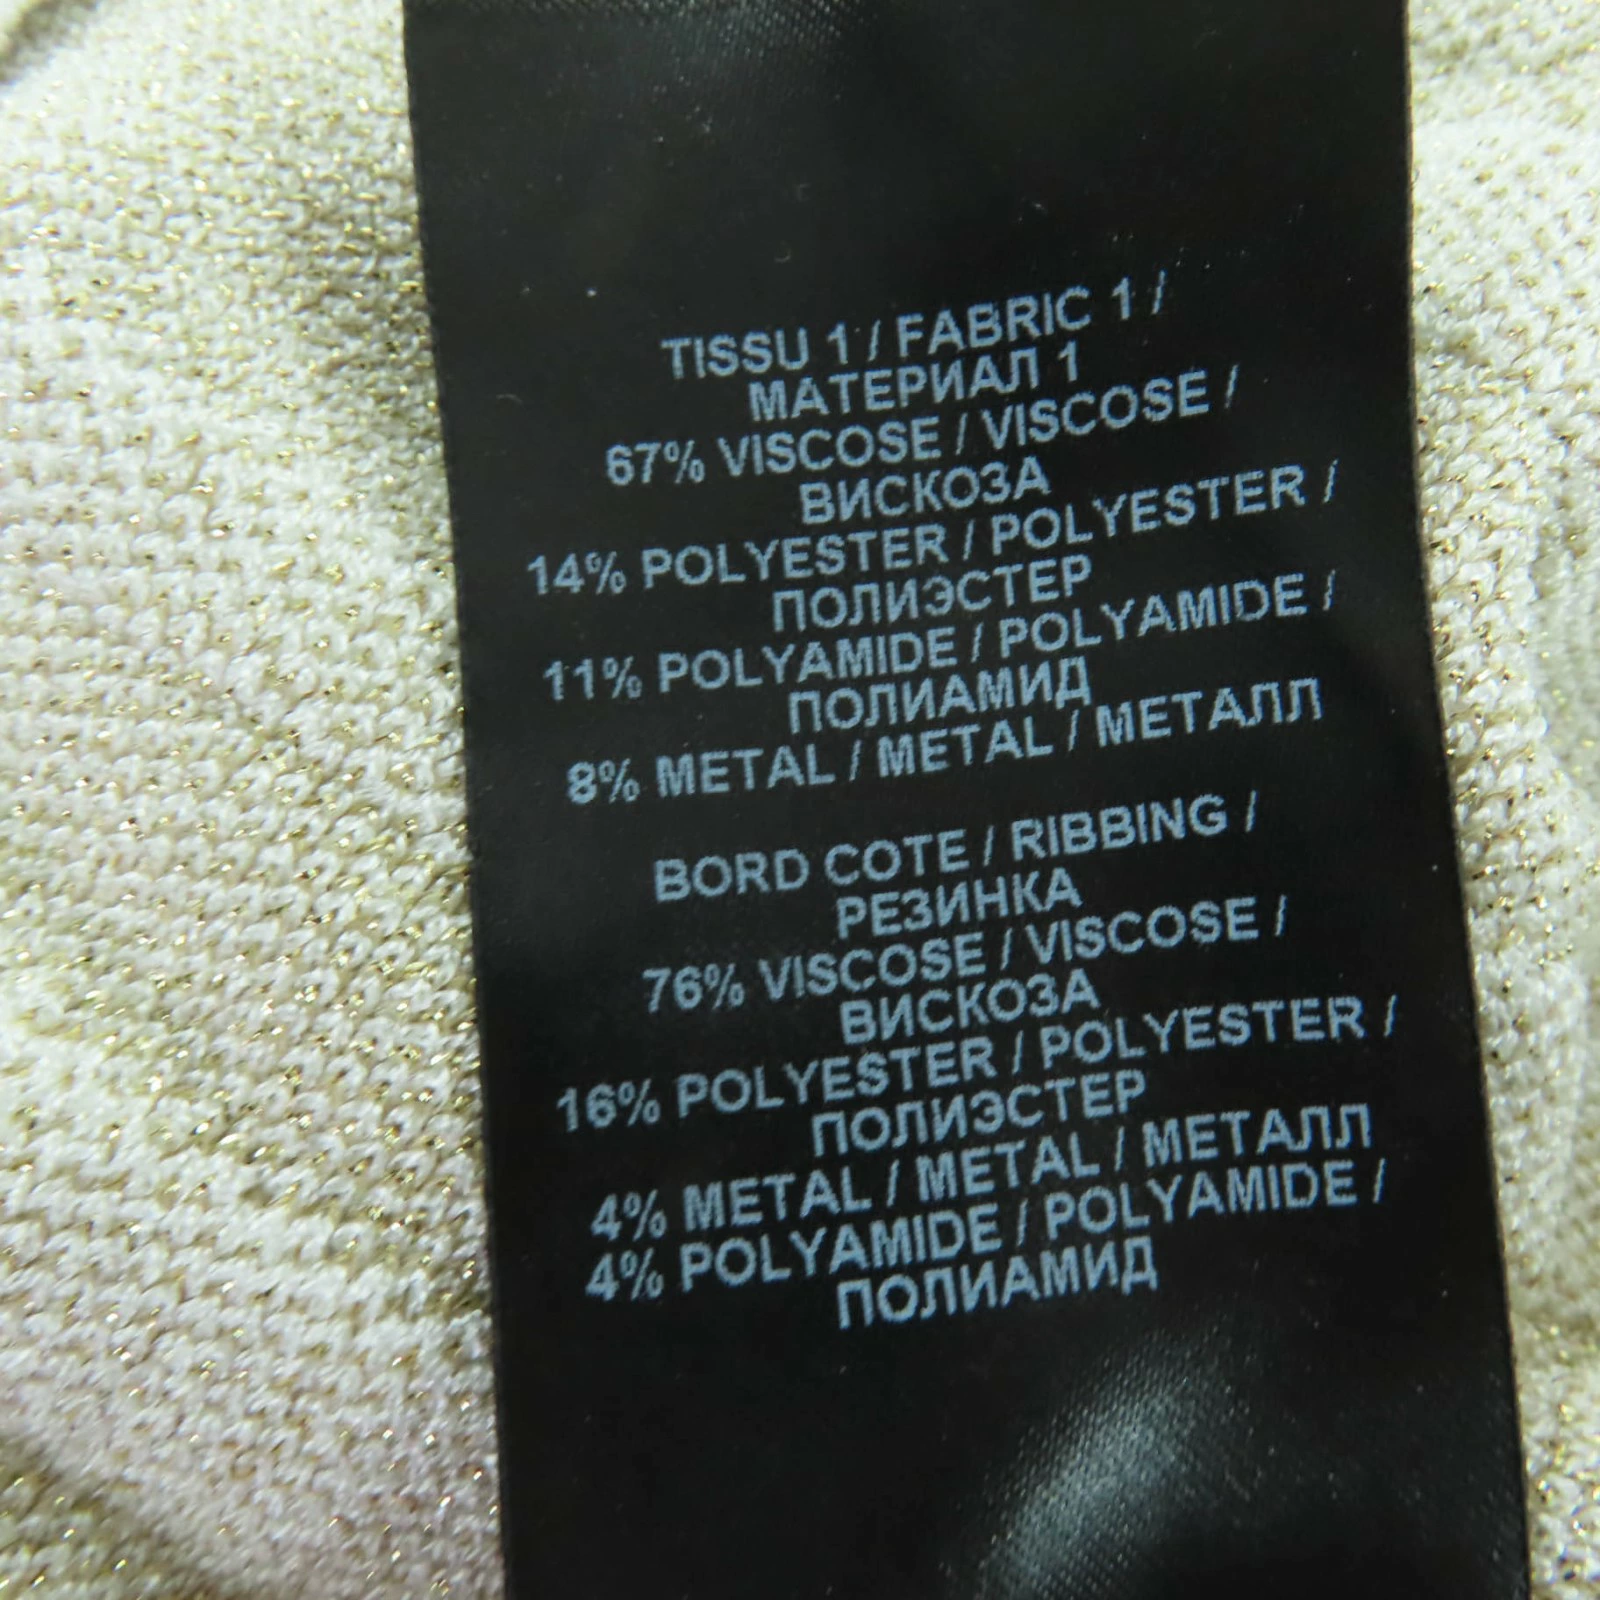 TISSU 1 / FABRIC 1 /
МАТЕРИАЛ 1
67% VISCOSE / VISCOSE /
ВИСКОЗА
14% POLYESTER / POLYESTER /
ПОЛИЭСТЕР
11% POLYAMIDE / POLYAMIDE /
ПОЛИАМИД
8% METAL / METAL / МЕТАЛЛ
BORD COTE / RIBBING /
РЕЗИНКА
76% VISCOSE / VISCOSE /
ВИСКОЗА
16% POLYESTER / POLYESTER /
ПОЛИЭСТЕР
4% METAL / METAL / МЕТАЛЛ
4% POLYAMIDE / POLYAMIDE /
ПОЛИАМИД